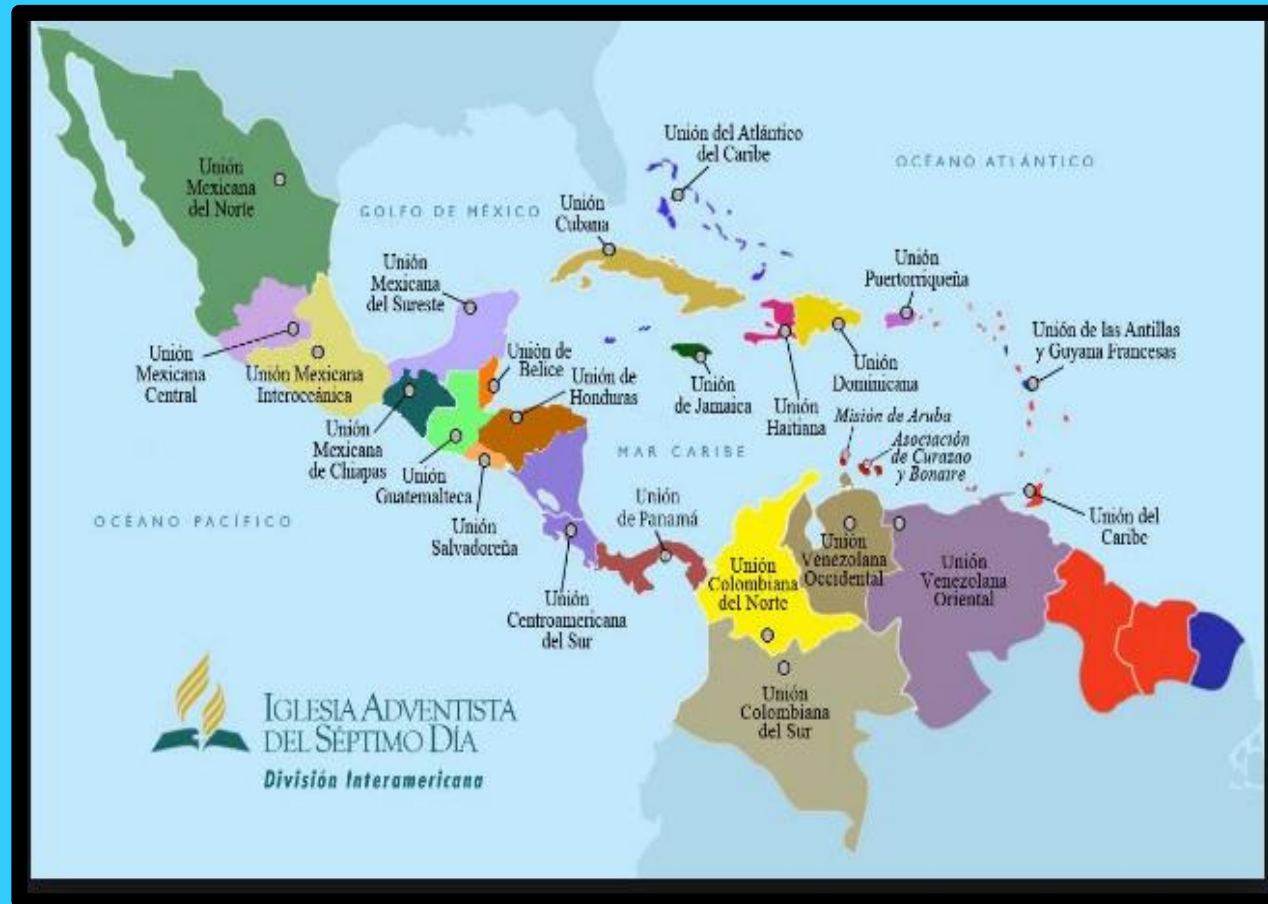 Unión del Atlántico
del Caribe
OCÉANO ATLÁNTICO
Unión
Mexicana
del Norte
GOLFO DE MÉXICO
Unión
Cubana
Unión
Mexicana
del Sureste
Unión
Puertorriqueña
Unión de las Antillas
y Guyana Francesas
Unión
Mexicana
Central
Unión Mexicana
Interoceánica
Unión de
Belice
Unión de
Honduras
Unión
de Jamaica
Unión
Haitiana
Unión
Dominicana
Misión de Aruba
Asociación
de Curazao
y Bonaire
Unión
Mexicana
de Chiapas
MAR CARIBE
Unión
Guatemalteca
OCÉANO PACÍFICO
Unión
Salvadoreña
Unión
de Panamá
Unión del
Caribe
Unión
Centroamericana
del Sur
Unión
Colombiana
del Norte
Unión
Venezolana
Occidental
Unión
Venezolana
Oriental
Unión
Colombiana
del Sur
IGLESIA ADVENTISTA
DEL SÉPTIMO DÍA
División Interamericana